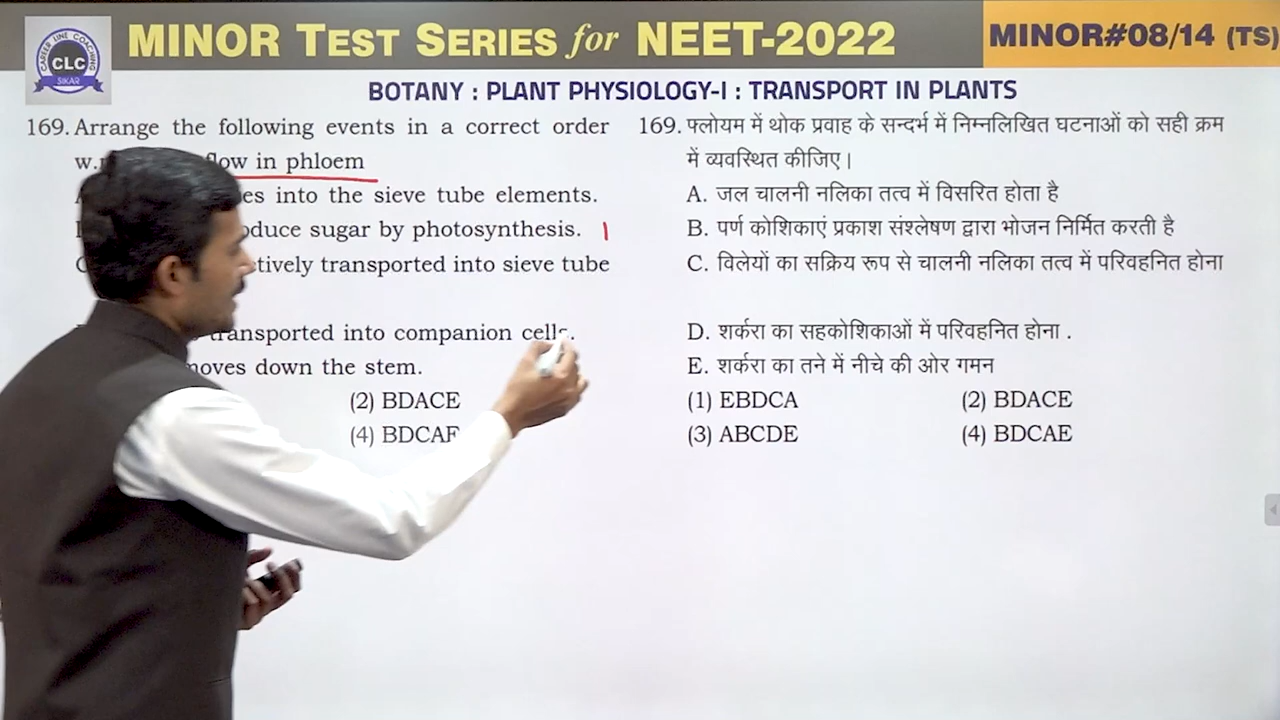 CAREER LINE COACHING
CLC
SIKAR
MINOR TEST SERIES for NEET-2022
MINOR#08/14 (TS)
BOTANY : PLANT PHYSIOLOGY-I : TRANSPORT IN PLANTS
169. Arrange the following events in a correct order
flow in phloem
into the sieve tube elements.
sugar by photosynthesis. 1
transported into sieve tube
transported into companion cells.
moves down the stem.
(2) BDACE
(4)
169. फ्लोयम में थोक प्रवाह के सन्दर्भ में निम्नलिखित घटनाओं को सही क्रम
में व्यवस्थित कीजिए।
A. जल चालनी नलिका तत्व में विसरित होता है
B. पर्ण कोशिकाएं प्रकाश संश्लेषण द्वारा भोजन निर्मित करती है
C. विलेयों का सक्रिय रूप से चालनी नलिका तत्व में परिवहनित होना
D. शर्करा का सहकोशिकाओं में परिवहनित होना .
E. शर्करा का तने में नीचे की ओर गमन
(1) EBDCA (2) BDACE
(3) ABCDE (4) BDCAE